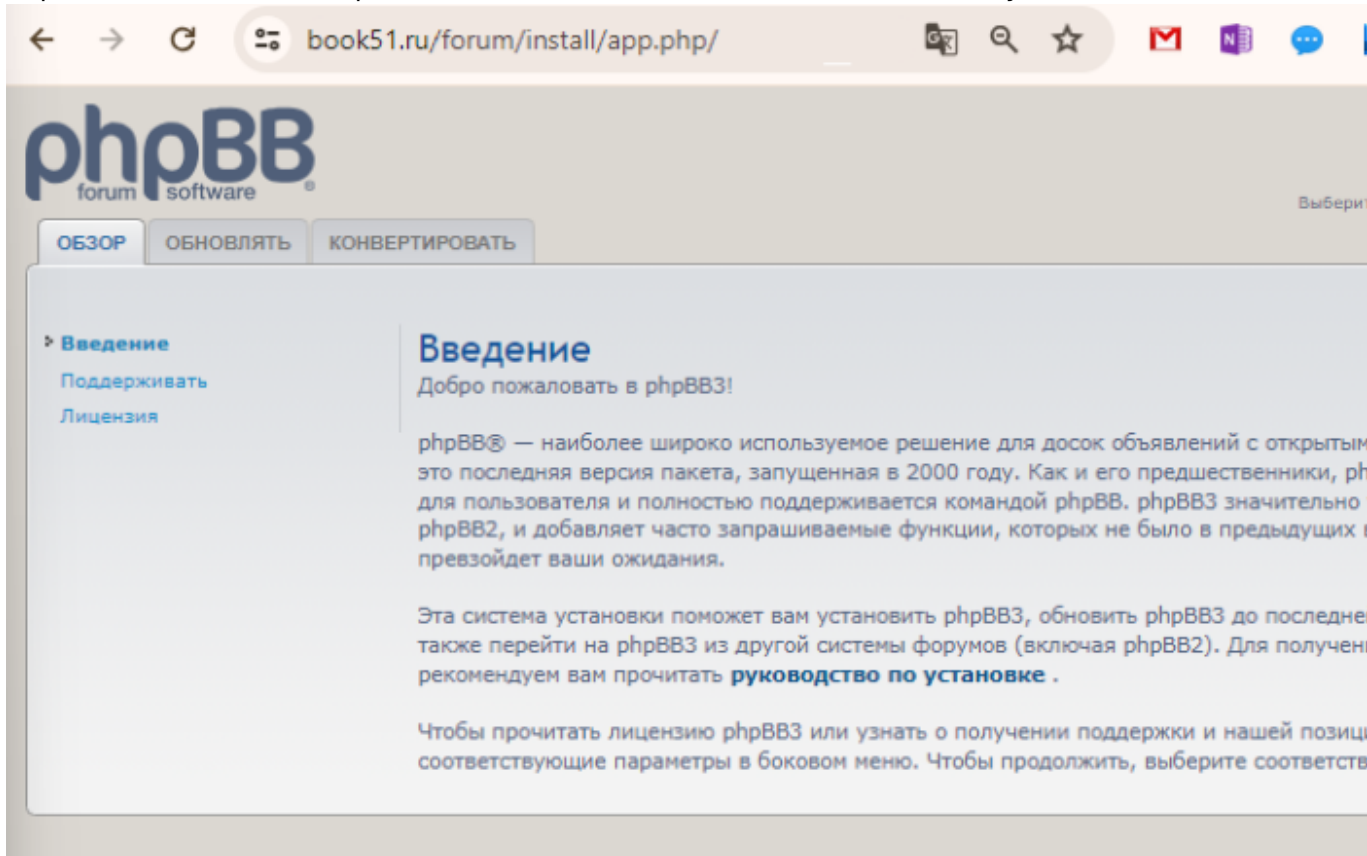 book51.ru/forum/install/app.php/
phpBB
forum software
Выберит
ОБЗОР ОБНОВЛЯТЬ КОНВЕРТИРОВАТЬ
Введение
Поддерживать
Лицензия
Введение
Добро пожаловать в phpBB3!
phpBB® — наиболее широко используемое решение для досок объявлений с открытым
это последняя версия пакета, запущенная в 2000 году. Как и его предшественники, ph
для пользователя и полностью поддерживается командой phpBB. phpBB3 значительно
phpBB2, и добавляет часто запрашиваемые функции, которых не было в предыдущих
превзойдет ваши ожидания.
Эта система установки поможет вам установить phpBB3, обновить phpBB3 до последне
также перейти на phpBB3 из другой системы форумов (включая phpBB2). Для получен
рекомендуем вам прочитать руководство по установке .
Чтобы прочитать лицензию phpBB3 или узнать о получении поддержки и нашей позиц
соответствующие параметры в боковом меню. Чтобы продолжить, выберите соответств